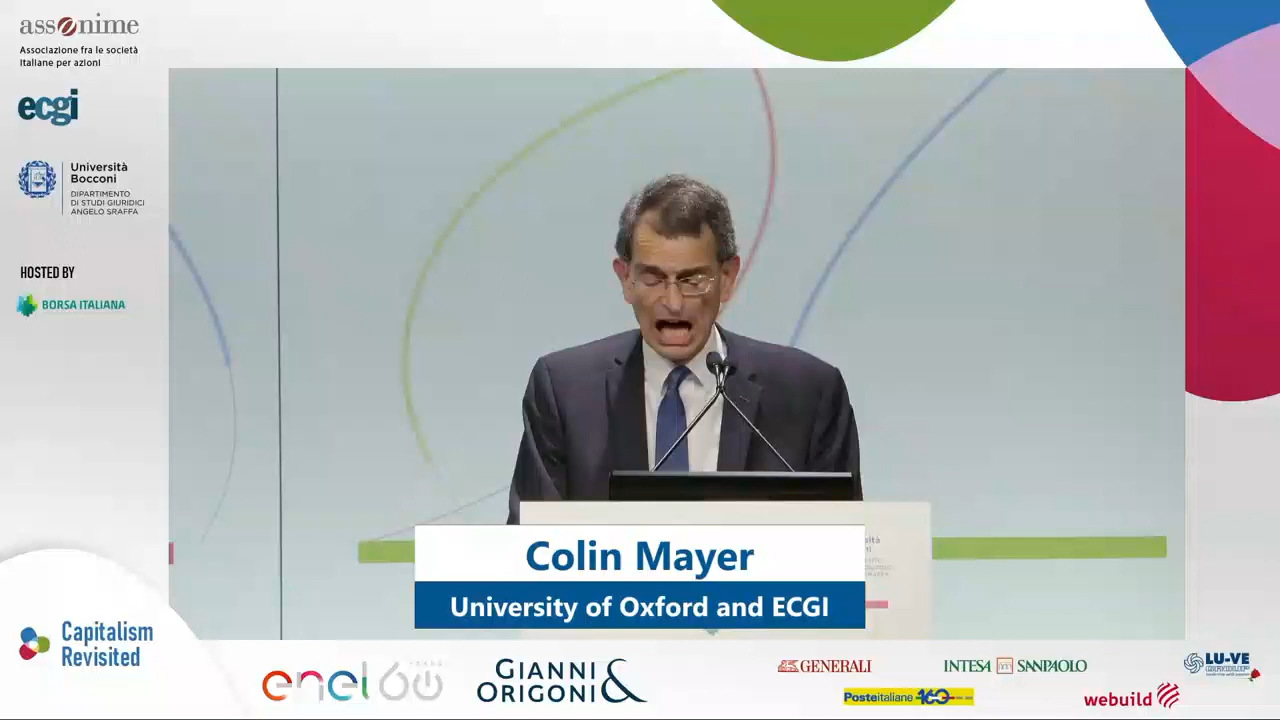 assonime
Associazione fra le società
italiane per azioni
ecgi
Università
Bocconi
DIPARTIMENTO
DI STUDI GIURIDICI
ANGELO SRAFFA
HOSTED BY
BORSA ITALIANA
Colin Mayer
University of Oxford and ECGI
Capitalism
Revisited
enel 60
GIANNI &
ORIGONI
GENERALI
INTESA SANPAOLO
LU-VE
Posteitaliane 160
webuild